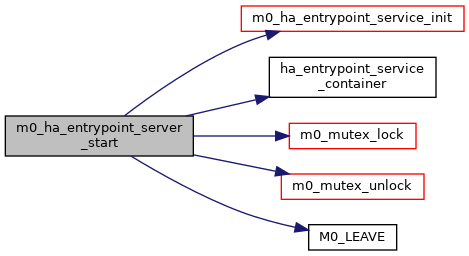 m0_ha_entrypoint_server
_start
m0_ha_entrypoint_service_init
ha_entrypoint_service
_container
m0_mutex_lock
m0_mutex_unlock
M0_LEAVE